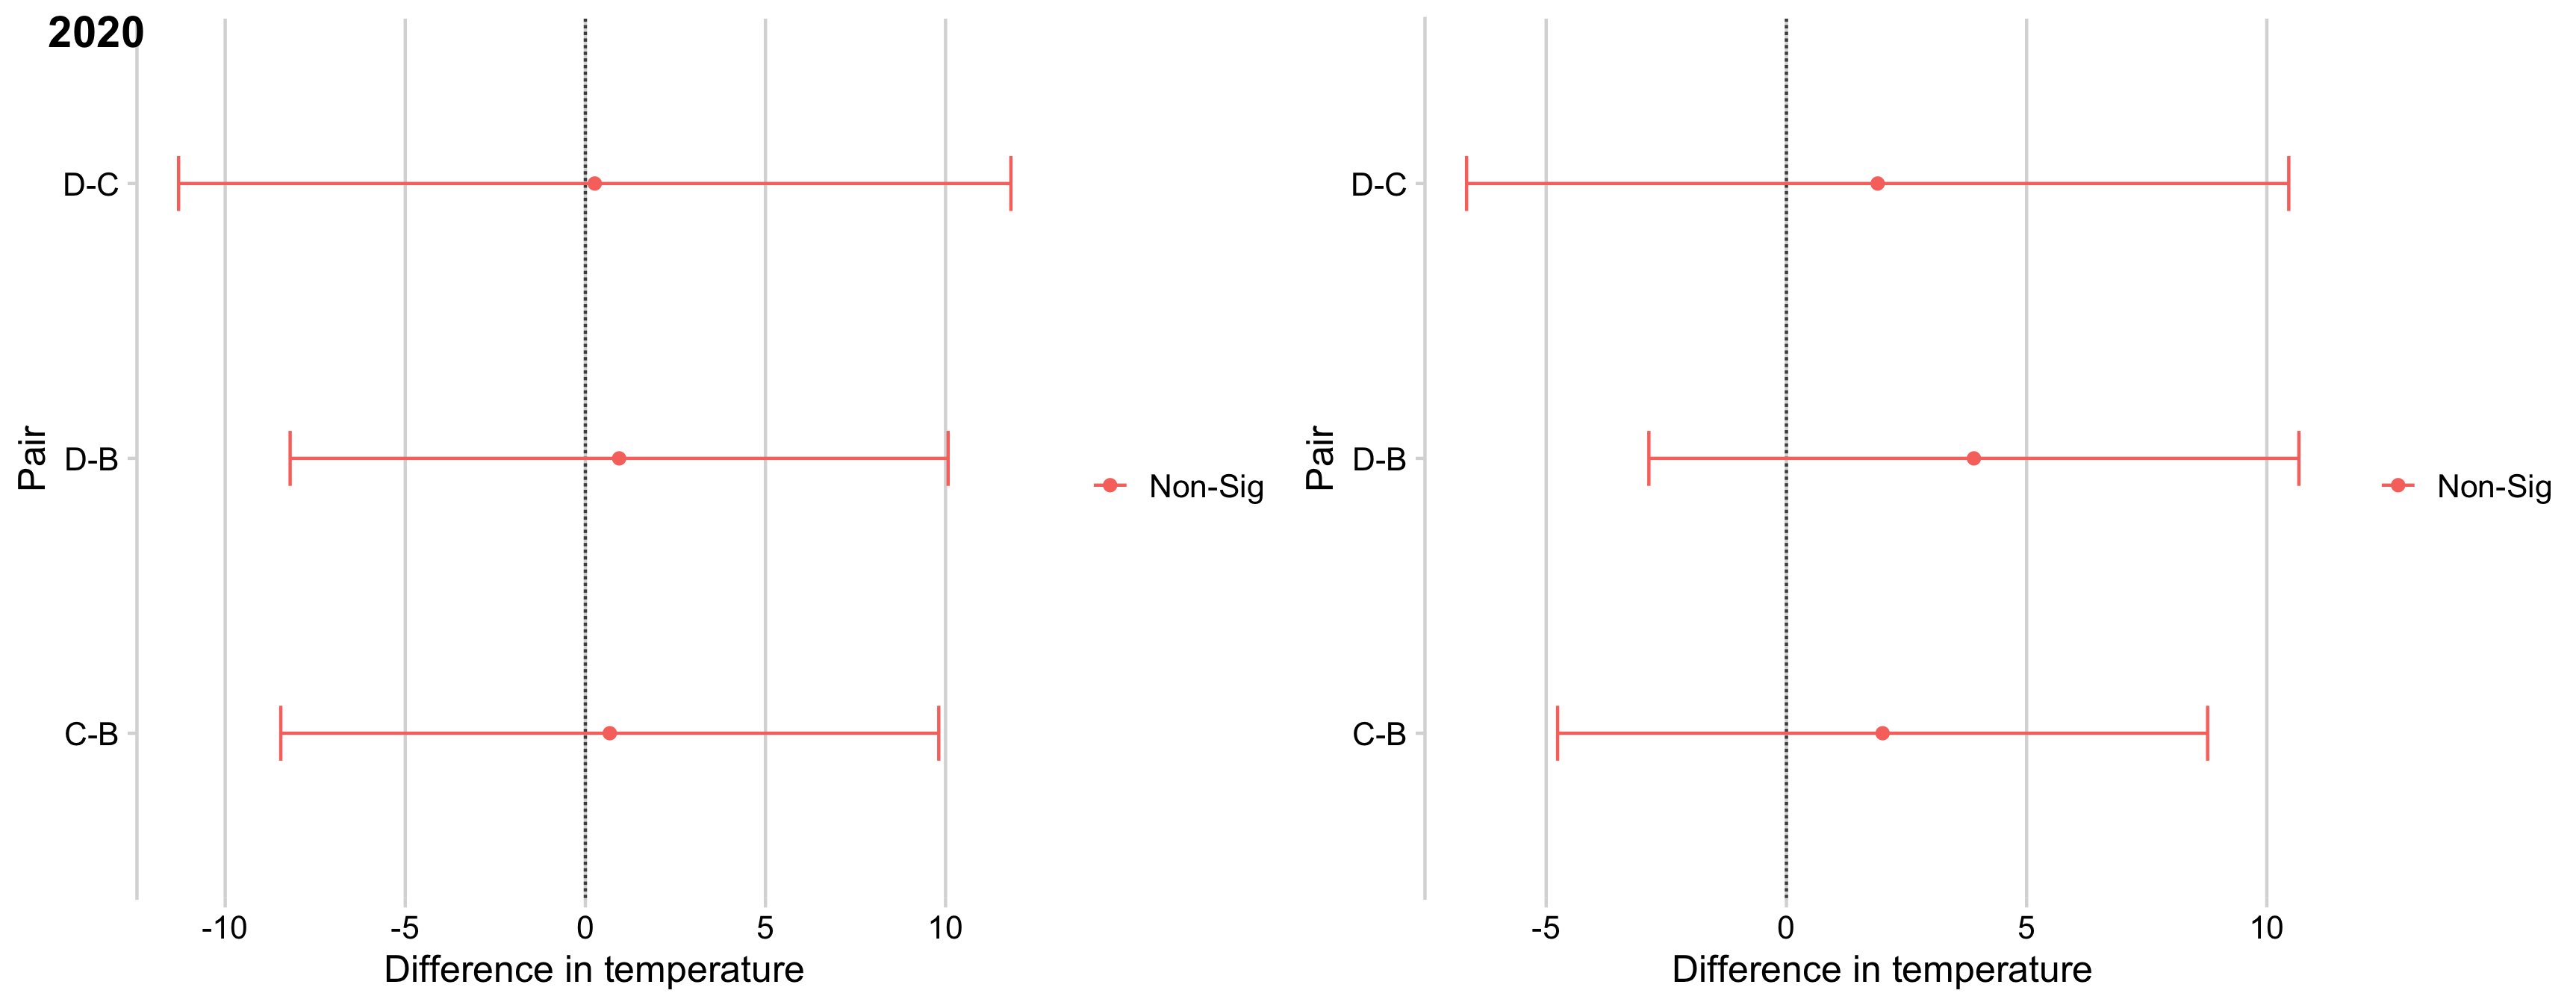 2020
Pair
D-C
D-B
C-B
-10 -5 0 5 10
Difference in temperature
Non-Sig
Pair
D-C
D-B
C-B
-5 0 5 10
Difference in temperature
Non-Sig